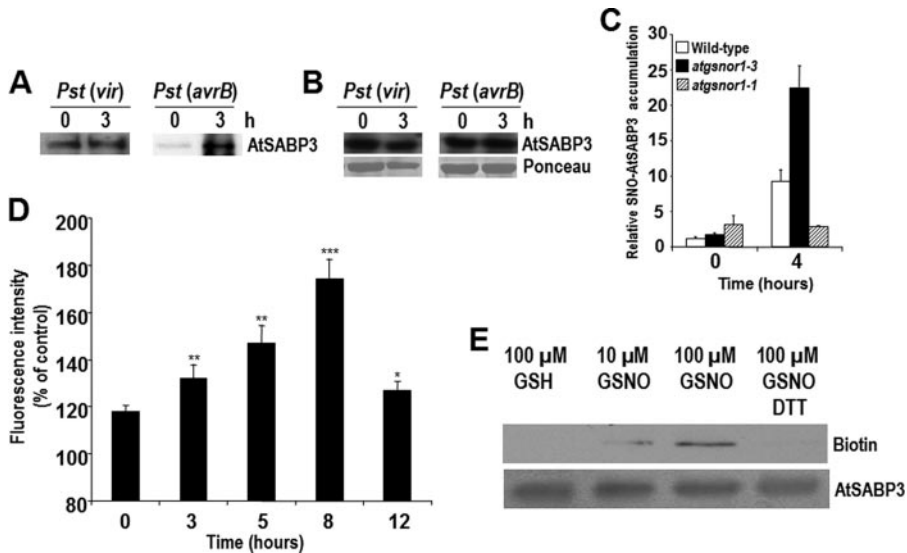 A
Pst (vir) Pst (avrB)
0 3 0 3 h
AtSABP3
B
Pst (vir) Pst (avrB)
0 3 0 3
h
AtSABP3
Ponceau
C
Relative SNO-AtSABP3 accumulation
30
25
20
15
10
5
0
Wild-type
atgsnor1-3
atgsnor1-1
0 4
Time (hours)
D
Fluorescence intensity
(% of control)
200
180
160
140
120
100
80
** ** *** *
0 3 5 8 12
Time (hours)
E
100 µM 10 µM 100 µM 100 µM
GSH GSNO GSNO GSNO
DTT
Biotin
AtSABP3